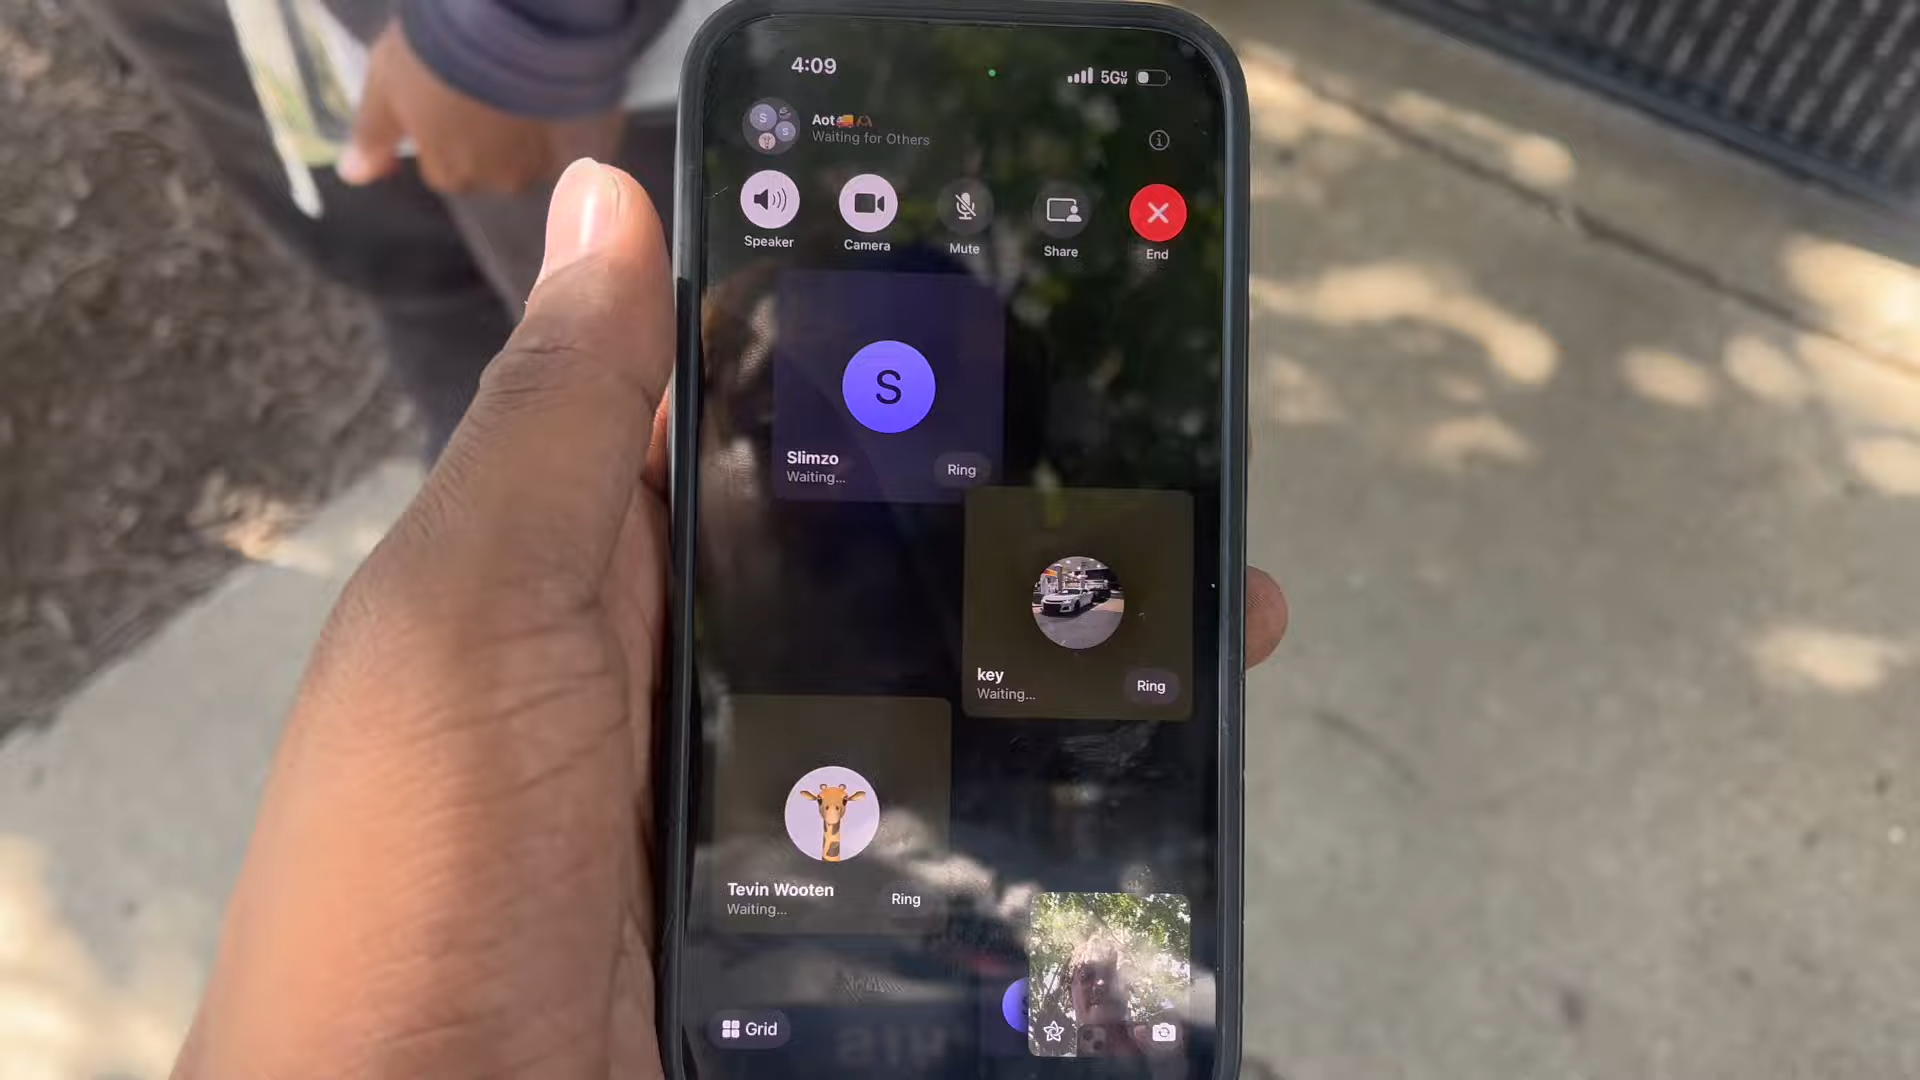 4:09
5G
Aot🚚🫶🏾
Waiting for Others
Speaker
Camera
Mute
Share
End
S
Slimzo
Waiting...
Ring
key
Waiting...
Ring
Tevin Wooten
Waiting...
Ring
Grid